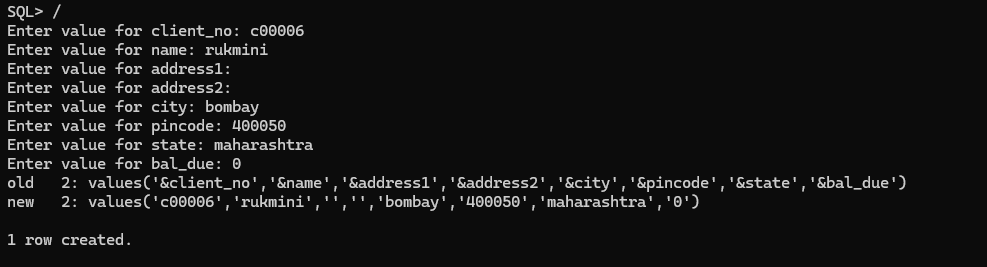 SQL> /
Enter value for client_no: c00006
Enter value for name: rukmini
Enter value for address1:
Enter value for address2:
Enter value for city: bombay
Enter value for pincode: 400050
Enter value for state: maharashtra
Enter value for bal_due: 0
old   2: values('&client_no','&name','&address1','&address2','&city','&pincode','&state','&bal_due')
new   2: values('c00006','rukmini','','','bombay','400050','maharashtra','0')
1 row created.